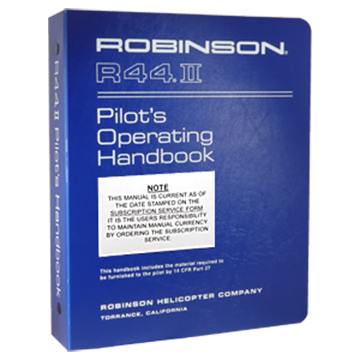 ROBINSON
R44.II
Pilot's
Operating
Handbook
NOTE
THIS MANUAL IS CURRENT AS OF
THE DATE STAMPED ON THE
SUBSCRIPTION SERVICE FORM
IT IS THE USERS RESPONSIBILITY
TO MAINTAIN MANUAL CURRENCY
BY ORDERING THE SUBSCRIPTION
SERVICE.
This handbook includes the material required to
be furnished to the pilot by 14 CFR Part 27
ROBINSON HELICOPTER COMPANY
TORRANCE, CALIFORNIA
R44 II Pilot's Handbook